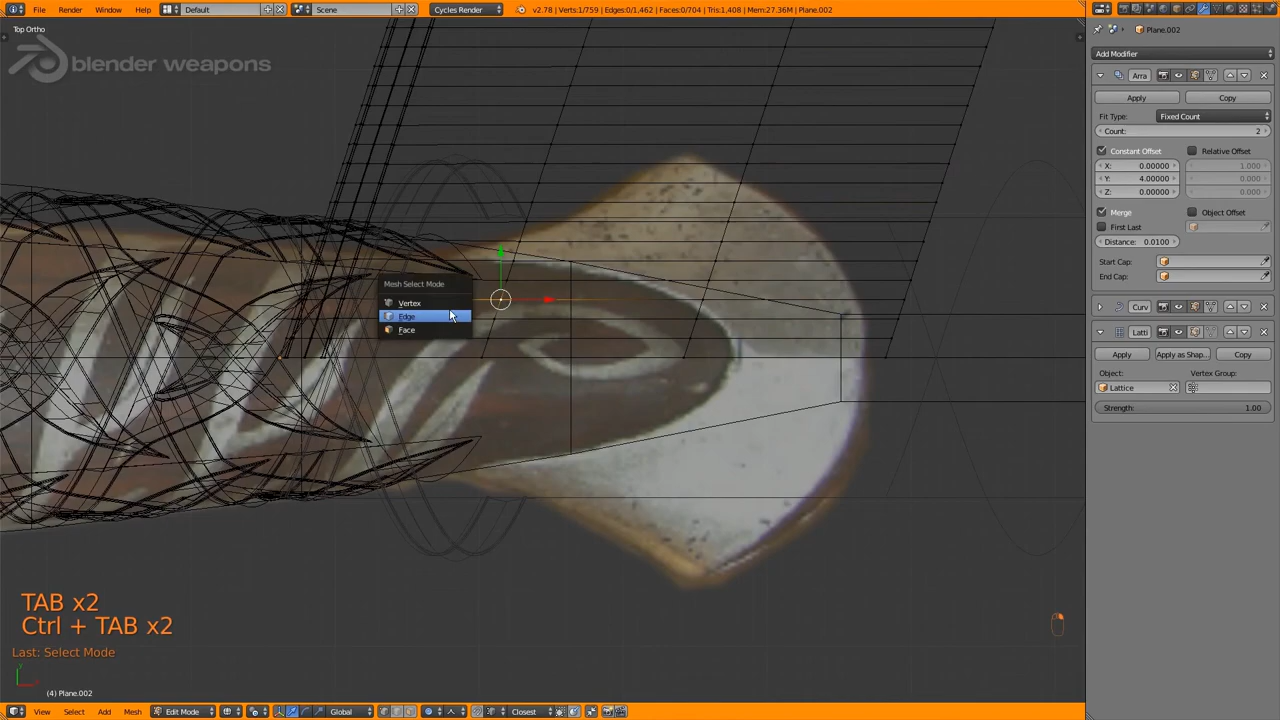 File Render Window Help Default Scene Cycles Render v2.78 | Verts:1/759 | Edges:0/1,462 | Faces:0/704 | Tris:1,408 | Mem:27.36M | Plane.002
Top Ortho
blender weapons
Plane.002
Add Modifier
Arra
Apply Copy
Fit Type: Fixed Count
Count: 2
Constant Offset Relative Offset
X: 0.00000 1.000
Y: 4.00000 0.000
Z: 0.00000 0.000
Merge Object Offset
First Last
Distance: 0.0100
Start Cap:
End Cap:
Curv
Latti
Apply Apply as Shap... Copy
Object: Vertex Group:
Lattice
Strength: 1.00
Mesh Select Mode
Vertex
Edge
Face
TAB x2
Ctrl + TAB x2
Last: Select Mode
(4) Plane.002
View Select Add Mesh Edit Mode Global Closest